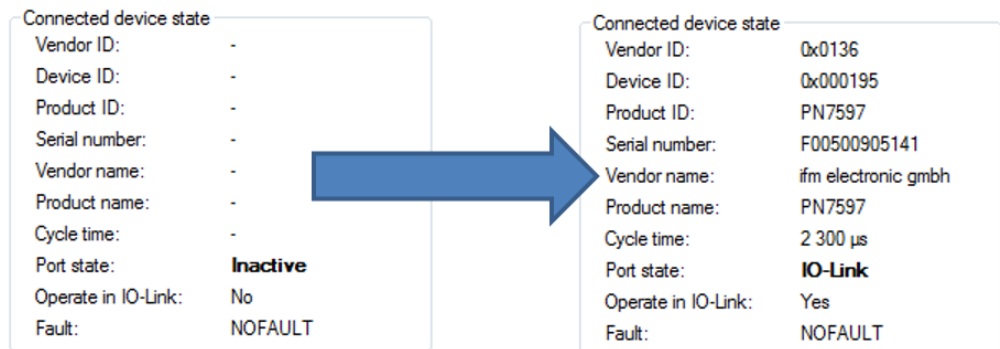 Connected device state
Vendor ID: -
Device ID: -
Product ID: -
Serial number: -
Vendor name: -
Product name: -
Cycle time: -
Port state: Inactive
Operate in IO-Link: No
Fault: NOFAULT
Connected device state
Vendor ID: 0x0136
Device ID: 0x000195
Product ID: PN7597
Serial number: F00500905141
Vendor name: ifm electronic gmbh
Product name: PN7597
Cycle time: 2 300 µs
Port state: IO-Link
Operate in IO-Link: Yes
Fault: NOFAULT